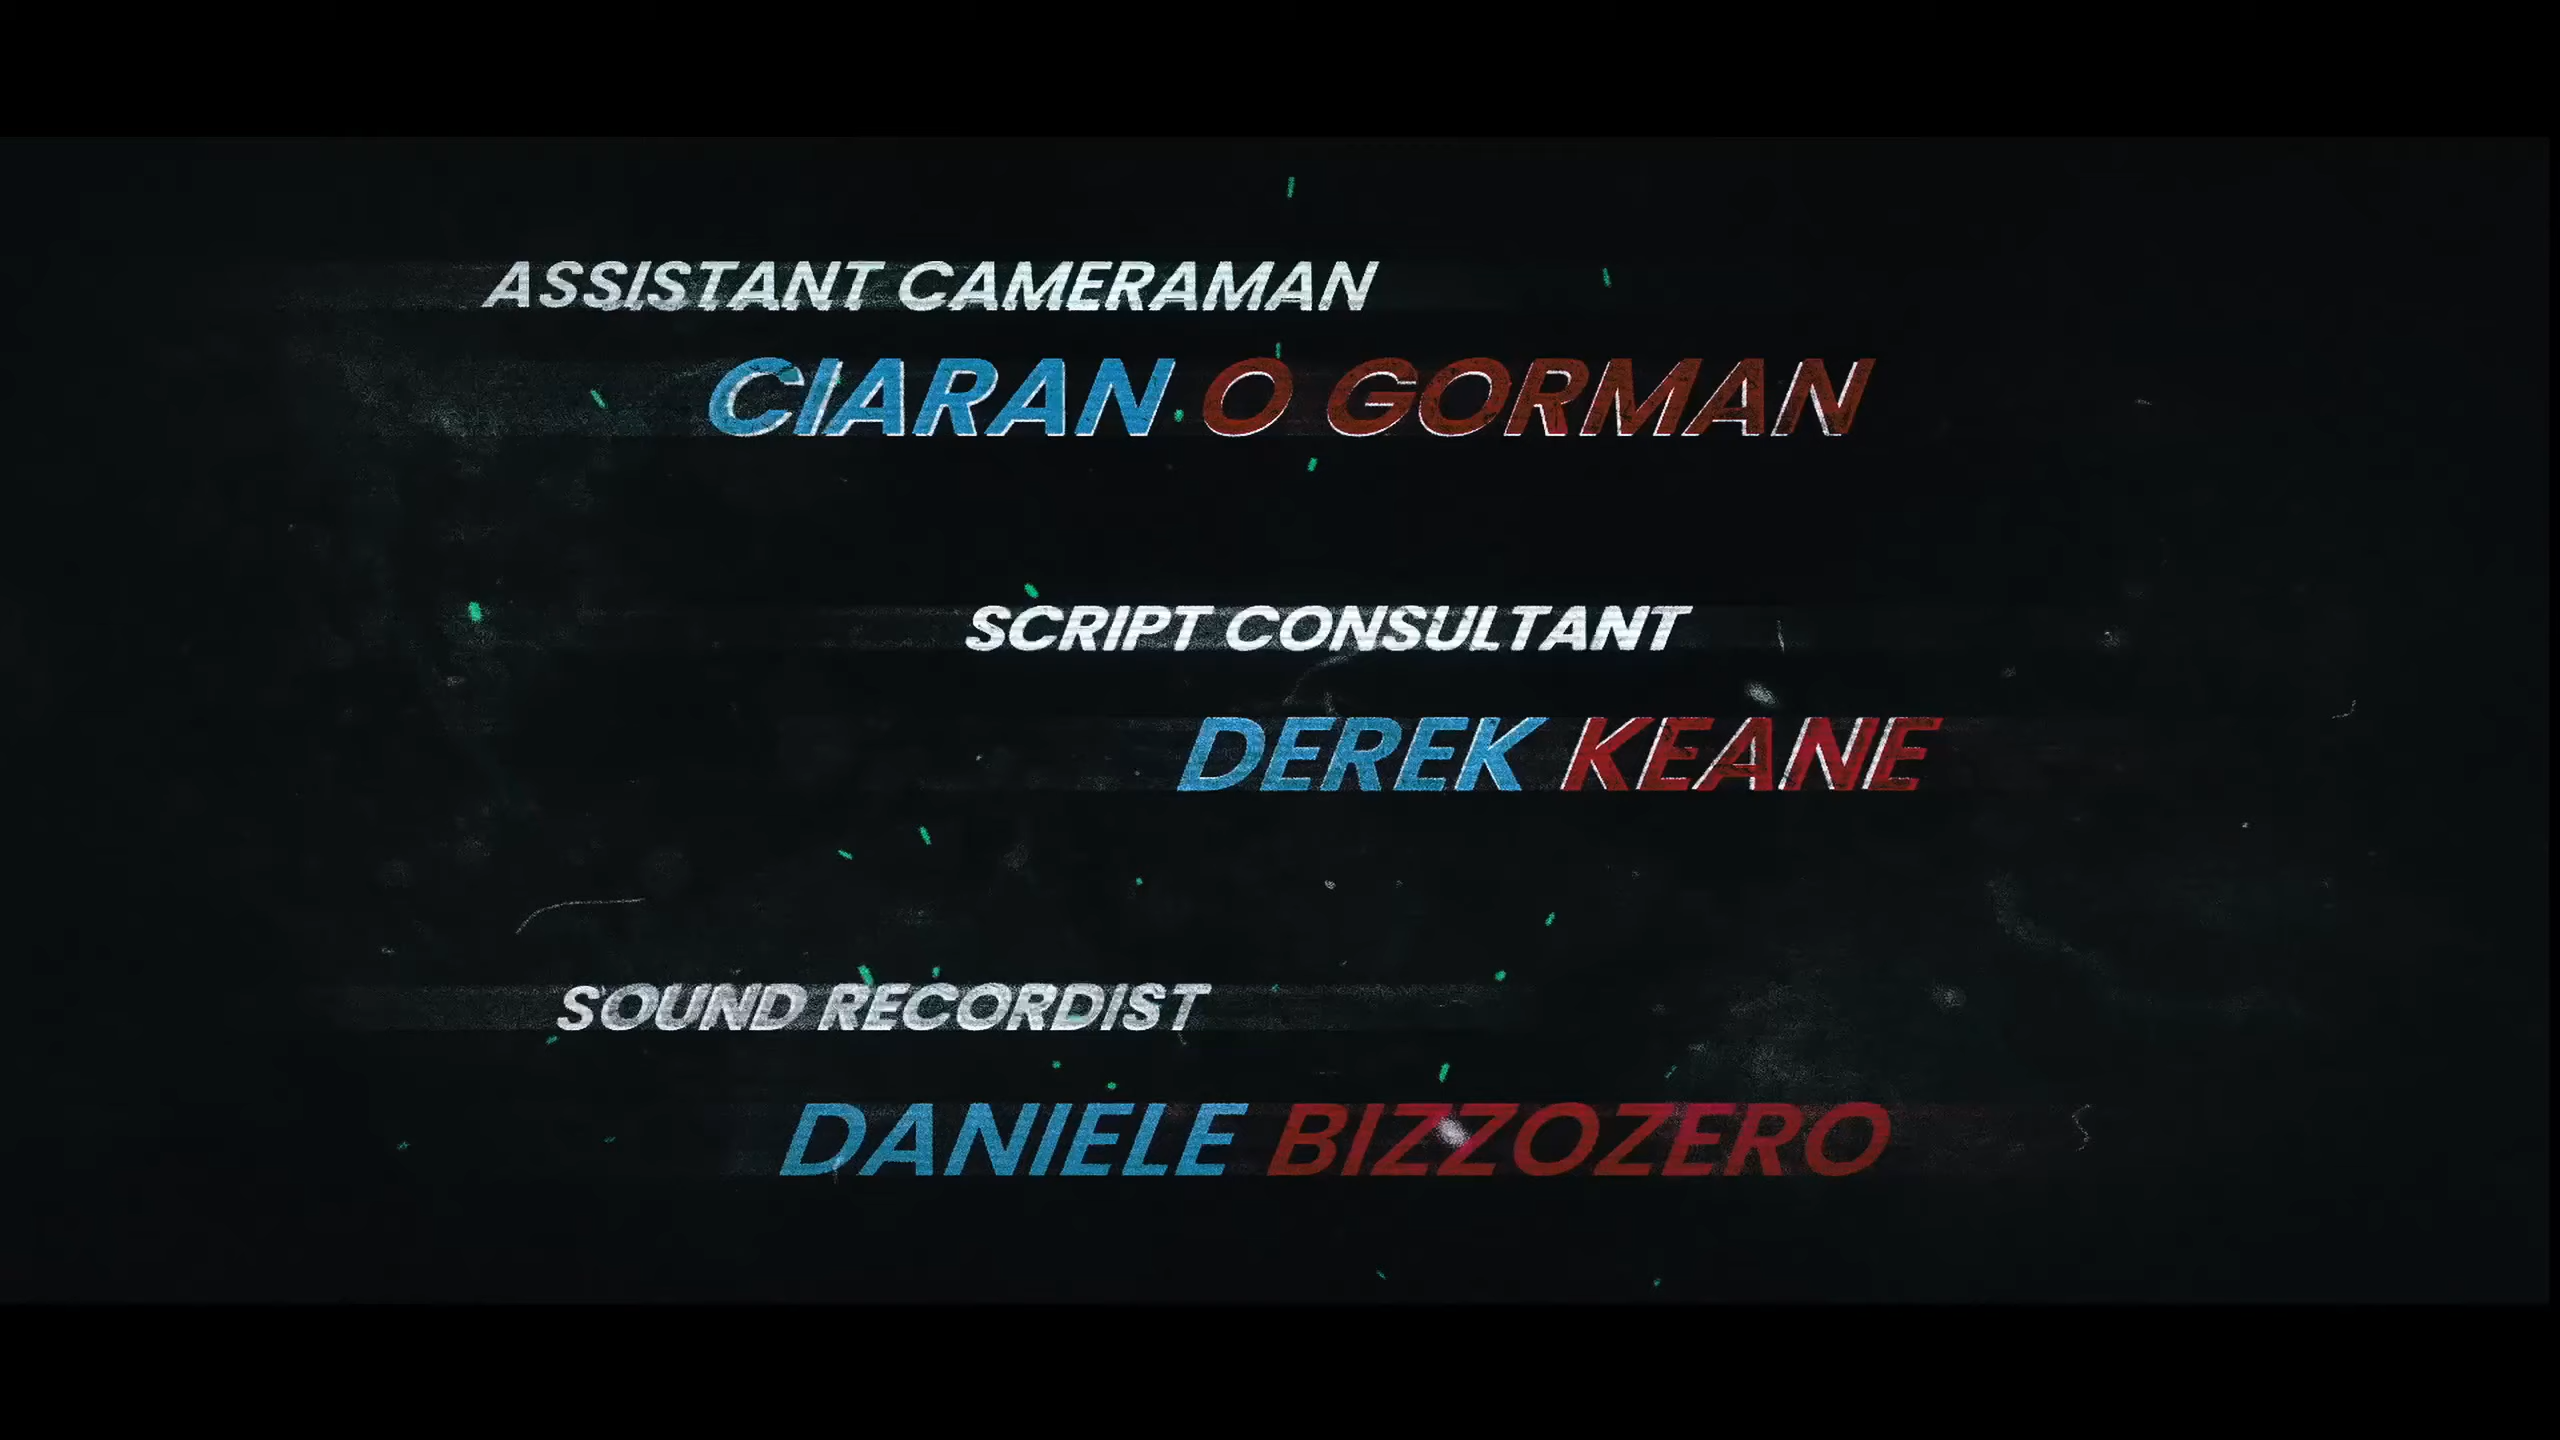 ASSISTANT CAMERAMAN
CIARAN O GORMAN
SCRIPT CONSULTANT
DEREK KEANE
SOUND RECORDIST
DANIELE BIZZOZERO